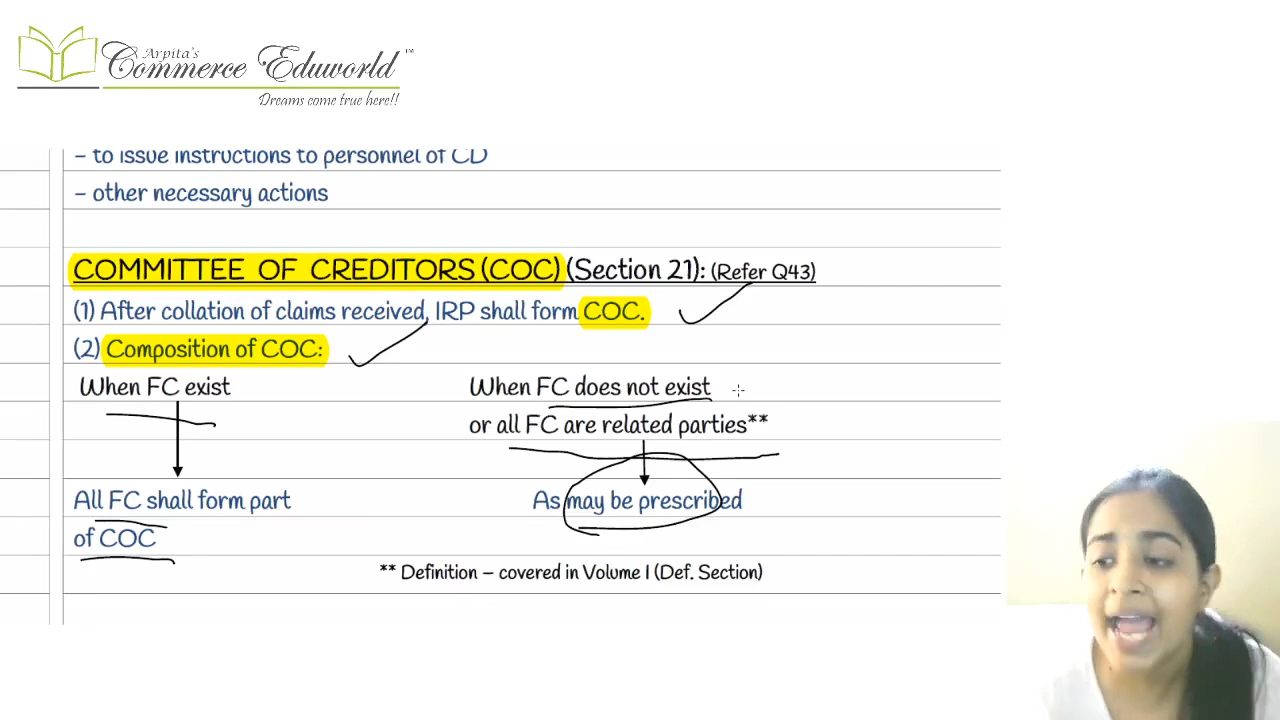 Arpita's
Commerce Eduworld™
Dreams come true here!!
– to issue instructions to personnel of CD
– other necessary actions
COMMITTEE OF CREDITORS (COC) (Section 21): (Refer Q43)
(1) After collation of claims received, IRP shall form COC.
(2) Composition of COC:
When FC exist
When FC does not exist
or all FC are related parties**
All FC shall form part
of COC
As may be prescribed
** Definition – covered in Volume I (Def. Section)